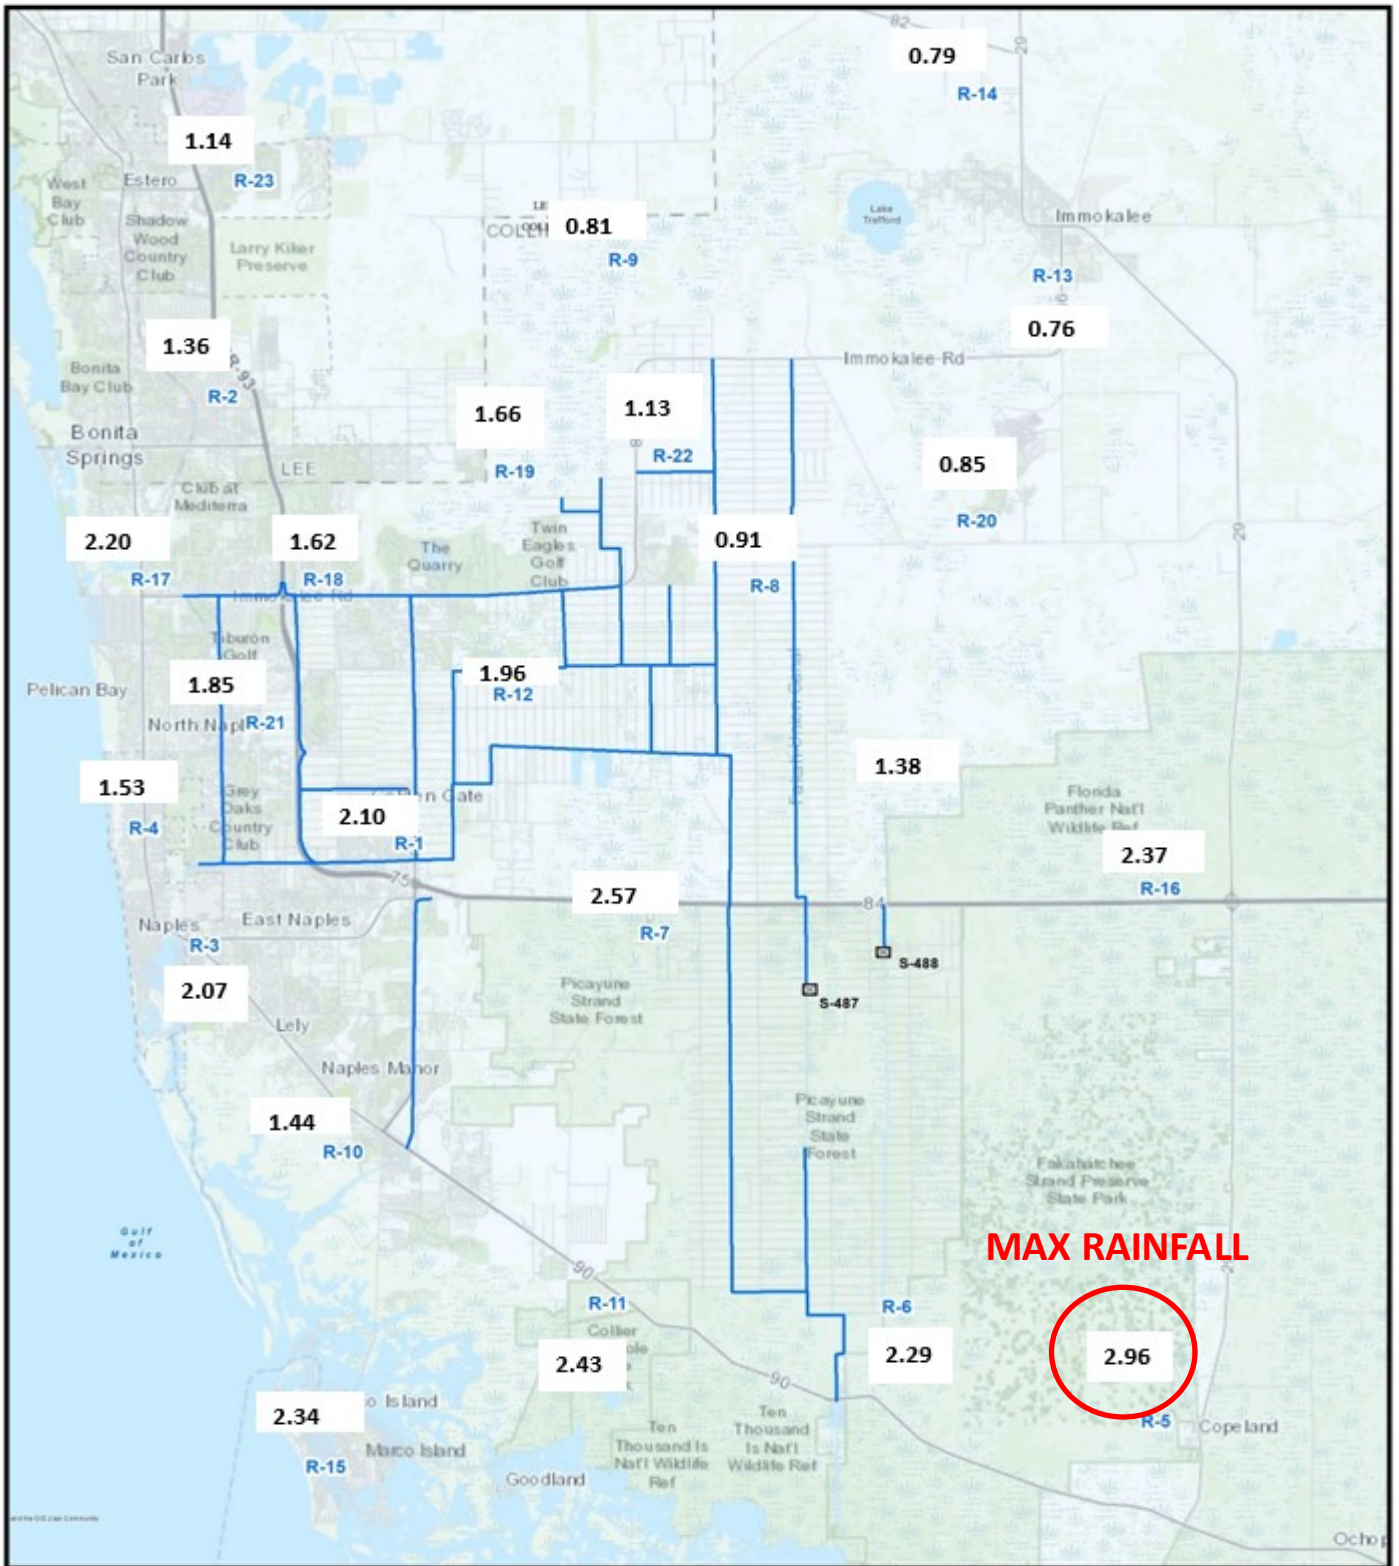 82
29
San Carlos
Park
0.79
R-14
1.14
Estero
R-23
West
Bay
Club
Shadow
Wood
Country
Club
Larry Kiker
Preserve
0.81
R-9
Lake
Trafford
Immokalee
R-13
0.76
Immokalee Rd
1.36
R-2
Bonita
Bay Club
1.66
R-19
1.13
R-22
Bonita
Springs
LEE
0.85
R-20
Club at
Mediterra
2.20
R-17
1.62
R-18
The
Quarry
Twin
Eagles
Golf
Club
0.91
R-8
29
Immokalee Rd
Tiburon
Golf
Pelican Bay
1.85
R-21
1.96
R-12
1.53
R-4
Grey
Oaks
Country
Club
2.10
R-1
1.38
Florida
Panther Nat'l
Wildlife Ref
2.37
R-16
75
2.57
R-7
84
Naples
East Naples
R-3
2.07
S-488
S-487
Picayune
Strand
State Forest
Lely
Naples Manor
1.44
R-10
Picayune
Strand
State
Forest
Fakahatchee
Strand Preserve
State Park
Gulf
of
Mexico
MAX RAINFALL
90
R-11
Collier
2.43
R-6
2.29
2.96
R-5
Copeland
90
2.34
R-15
Marco Island
Goodland
Ten
Thousand Is
Nat'l Wildlife
Ref
Ten
Thousand
Is Nat'l
Wildlife Ref